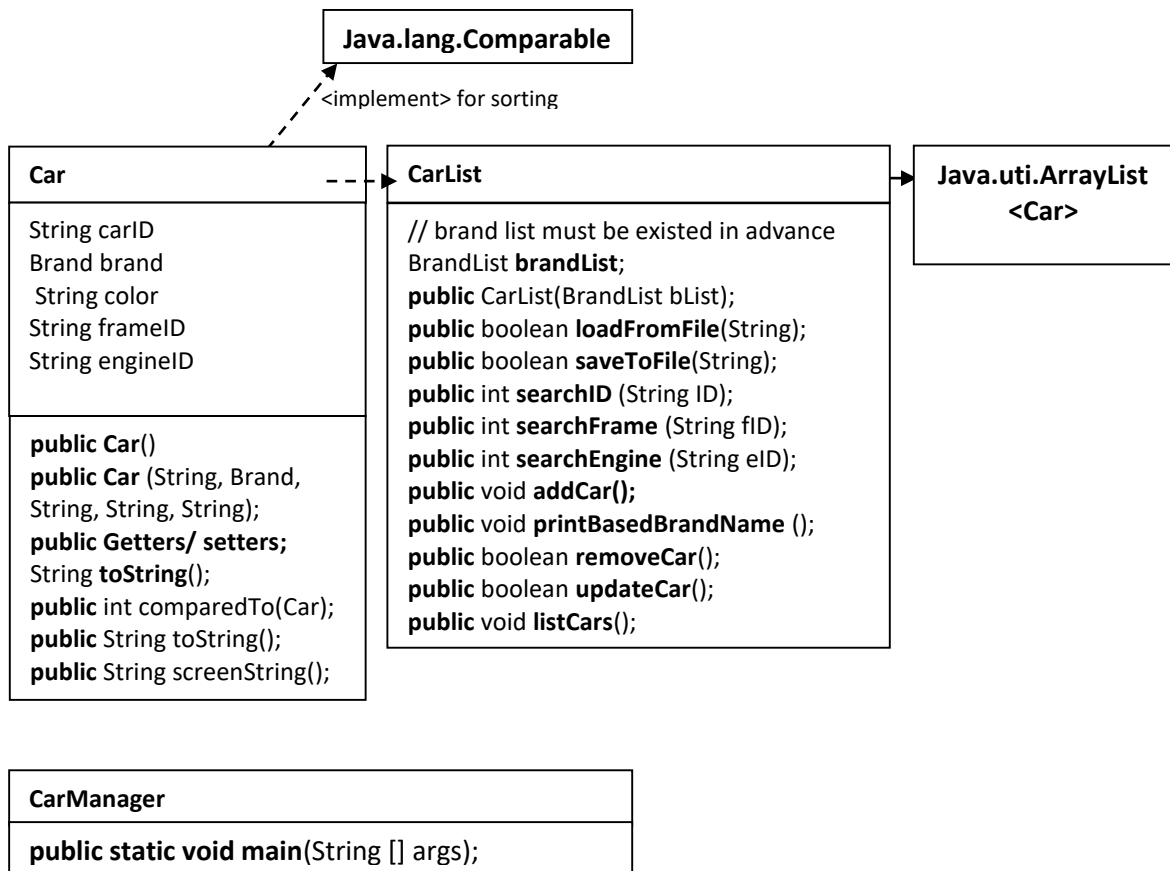 Java.lang.Comparable
<implement> for sorting
Car
String carID
Brand brand
String color
String frameID
String engineID
public Car()
public Car (String, Brand,
String, String, String);
public Getters/ setters;
String toString();
public int comparedTo(Car);
public String toString();
public String screenString();
CarList
// brand list must be existed in advance
BrandList brandList;
public CarList(BrandList bList);
public boolean loadFromFile(String);
public boolean saveToFile(String);
public int searchID (String ID);
public int searchFrame (String fID);
public int searchEngine (String eID);
public void addCar();
public void printBasedBrandName ();
public boolean removeCar();
public boolean updateCar();
public void listCars();
Java.uti.ArrayList
<Car>
CarManager
public static void main(String [] args);